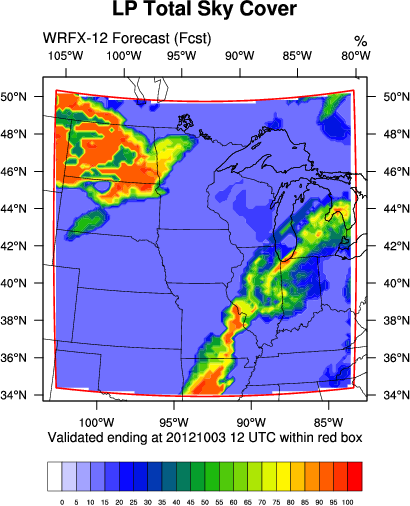 LP Total Sky Cover
WRFX-12 Forecast (Fcst) %
105°W 100°W 95°W 90°W 85°W 80°W
50°N 50°N
48°N 48°N
46°N 46°N
44°N 44°N
42°N 42°N
40°N 40°N
38°N 38°N
36°N 36°N
34°N 34°N
100°W 95°W 90°W 85°W
Validated ending at 20121003 12 UTC within red box
0 5 10 15 20 25 30 35 40 45 50 55 60 65 70 75 80 85 90 95 100